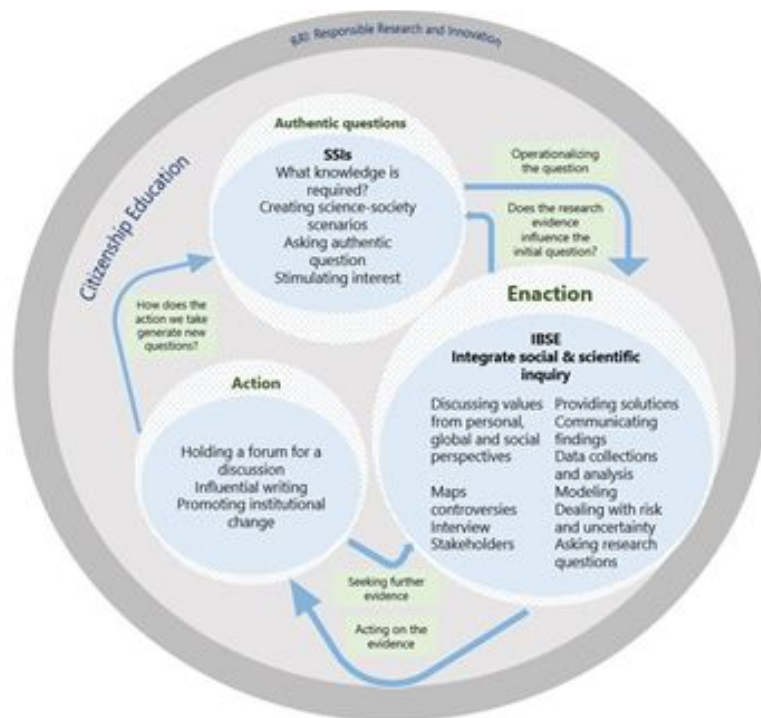 RRI: Responsible Research and Innovation
Citizenship Education
Authentic questions
SSIs
What knowledge is
required?
Creating science-society
scenarios
Asking authentic
question
Stimulating interest
Operationalizing
the question
Does the research
evidence
influence the
initial question?
How does the
action we take
generate new
questions?
Enaction
IBSE
Integrate social & scientific
inquiry
Discussing values
from personal,
global and social
perspectives
Maps
controversies
Interview
Stakeholders
Providing solutions
Communicating
findings
Data collections
and analysis
Modeling
Dealing with risk
and uncertainty
Asking research
questions
Action
Holding a forum for a
discussion
Influential writing
Promoting institutional
change
Seeking further
evidence
Acting on the
evidence